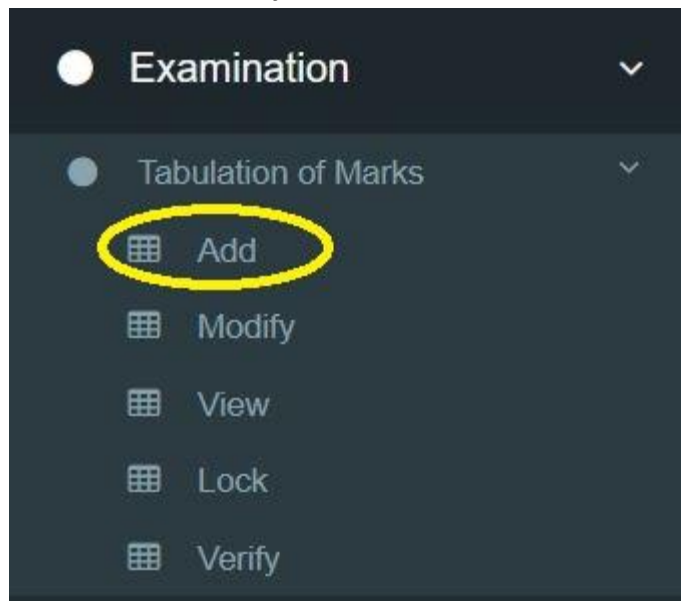 Examination
Tabulation of Marks
Add
Modify
View
Lock
Verify